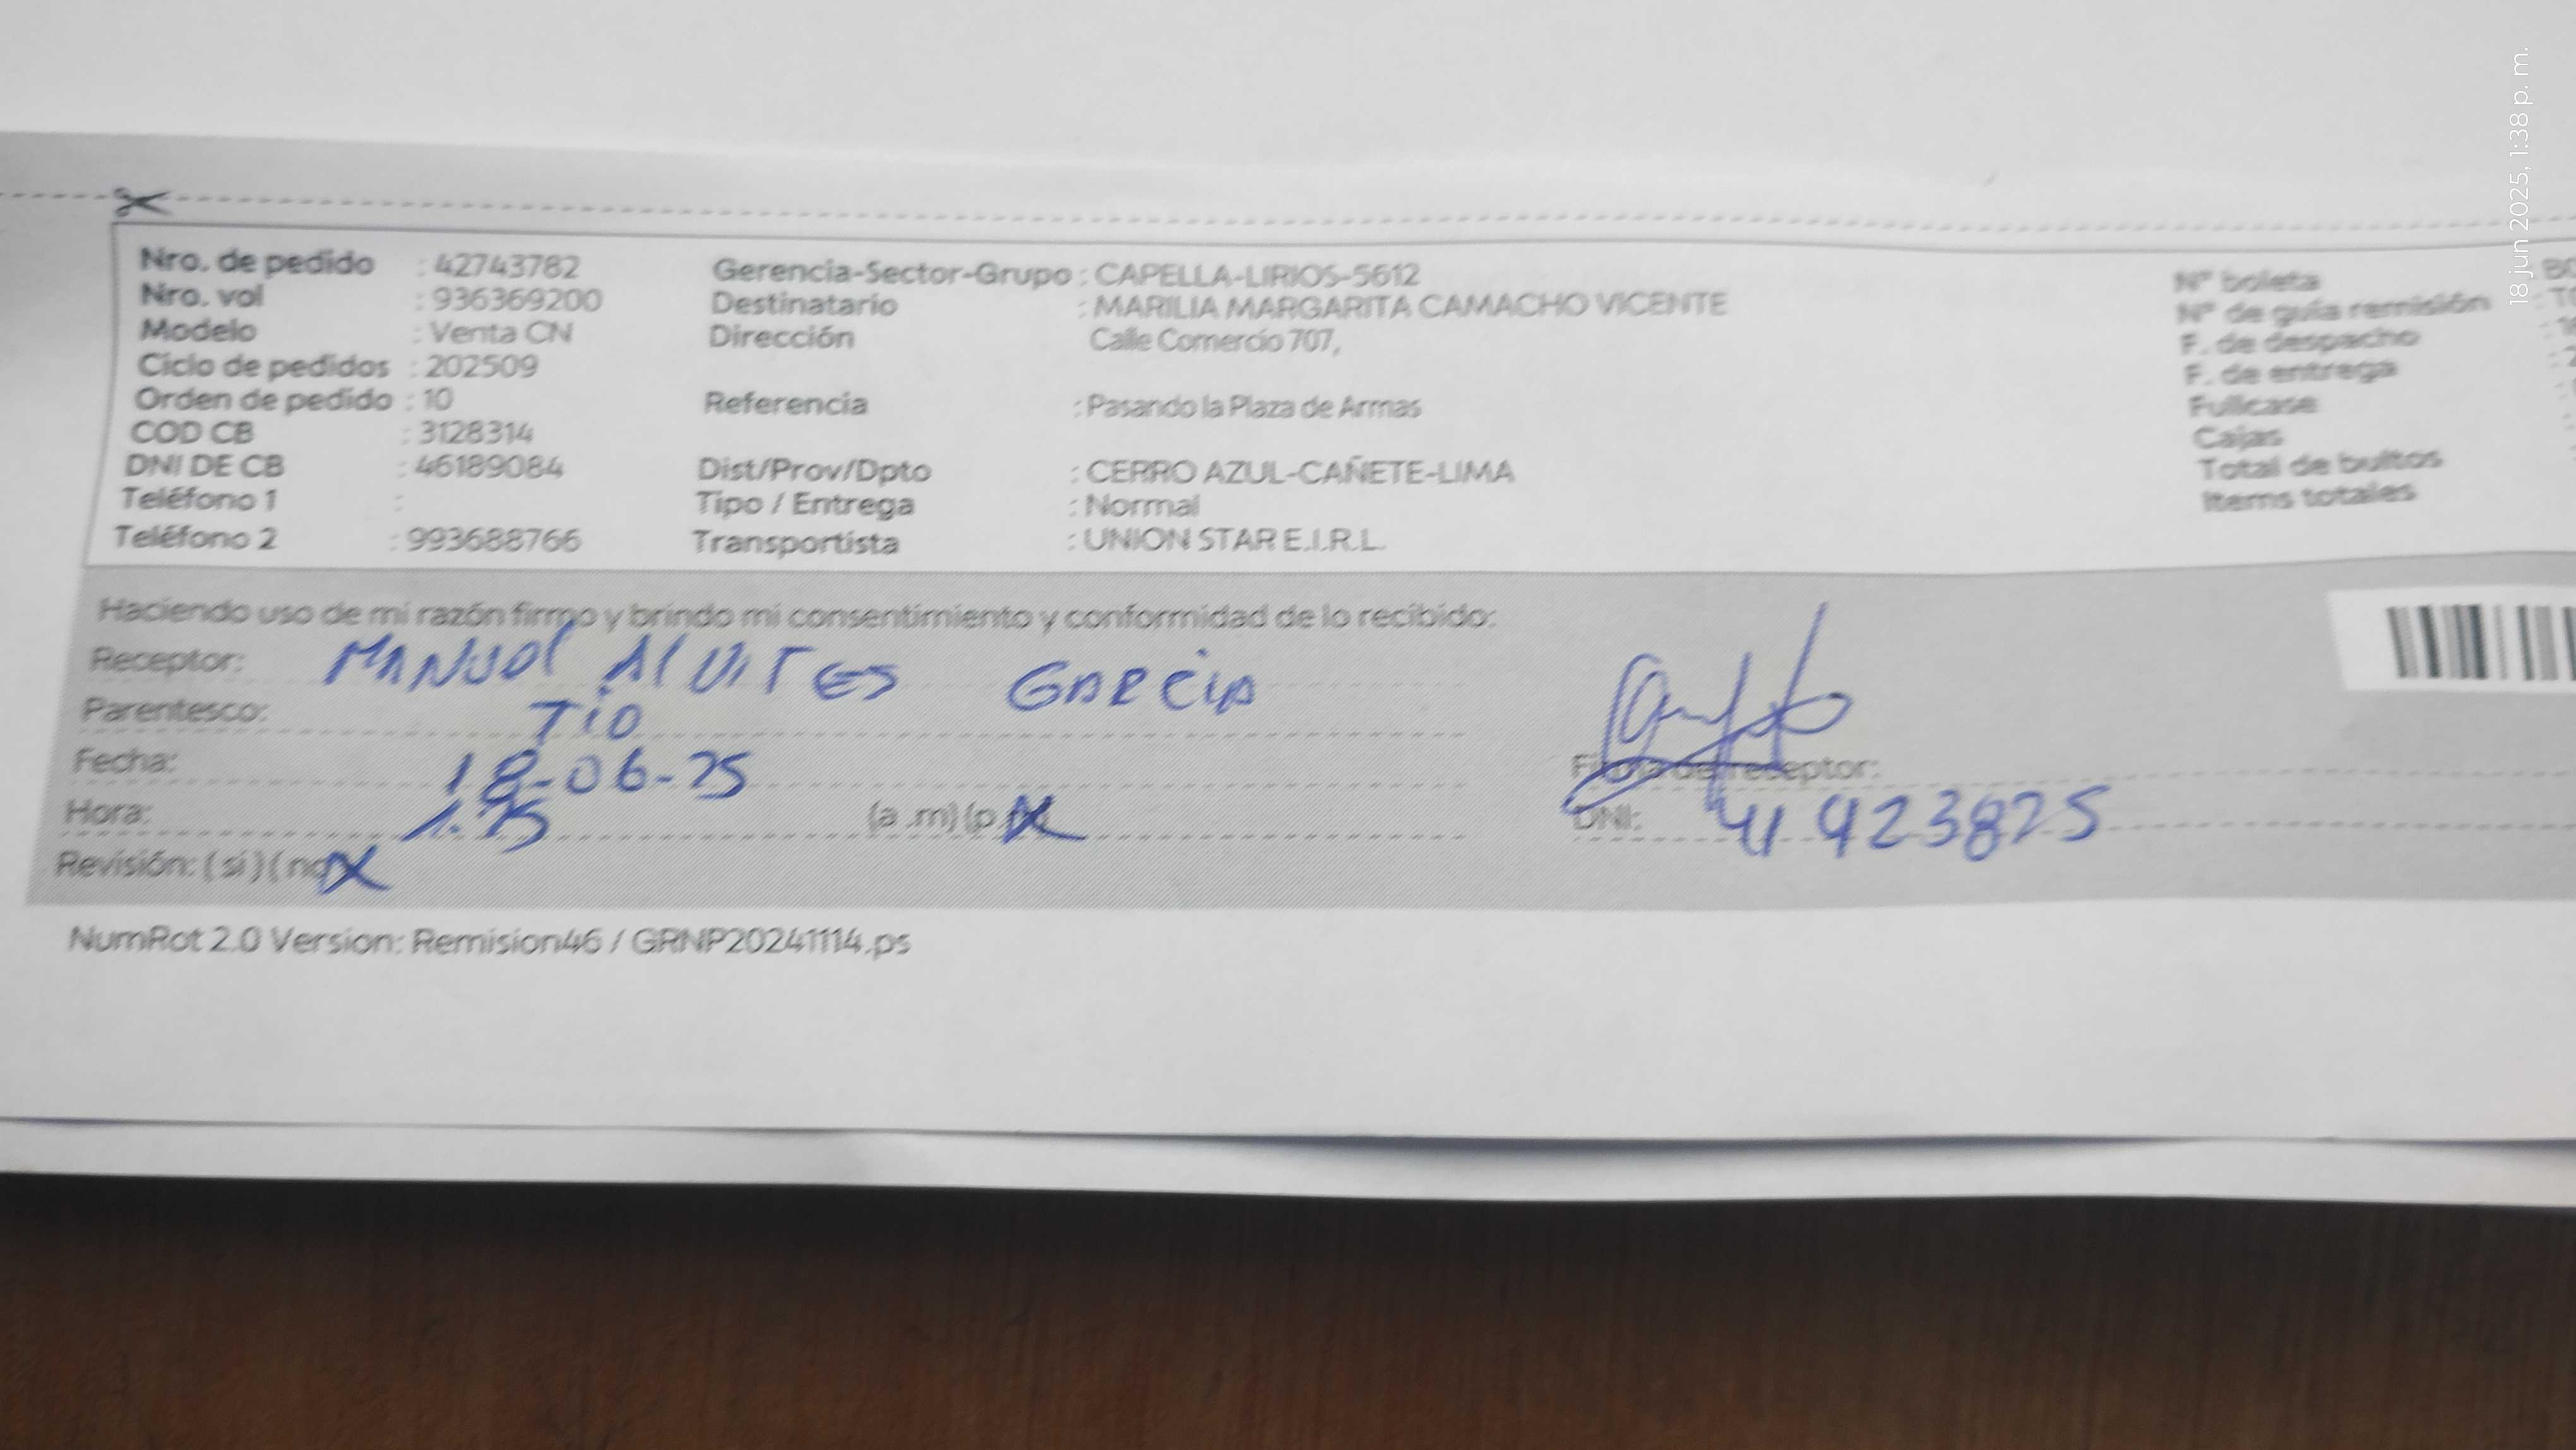 18 jun 2025, 1:38 p. m.
Nro. de pedido : 42743782
Nro. vol : 936369200
Modelo : Venta CN
Ciclo de pedidos : 202509
Orden de pedido : 10
COD CB : 3128314
DNI DE CB : 46189084
Teléfono 1 :
Teléfono 2 : 993688766
Gerencia-Sector-Grupo : CAPELLA-LIRIOS-5612
Destinatario : MARILIA MARGARITA CAMACHO VICENTE
Dirección Calle Comercio 707,
Referencia : Pasando la Plaza de Armas
Dist/Prov/Dpto : CERRO AZUL-CAÑETE-LIMA
Tipo / Entrega : Normal
Transportista : UNION STAR E.I.R.L.
Nº boleta
Nº de guía remisión
F. de despacho
F. de entrega
Fullcase
Cajas
Total de bultos
Items totales
Haciendo uso de mi razón firmo y brindo mi consentimiento y conformidad de lo recibido:
Receptor: MANUEL ALVITES GARCIA
Parentesco: TIO
Fecha: 18-06-25
Hora: (a .m) (p
Revisión: ( si ) ( no
Firma de receptor:
DNI: 41923825
NumRot 2.0 Version: Remision46 / GRNP20241114.ps